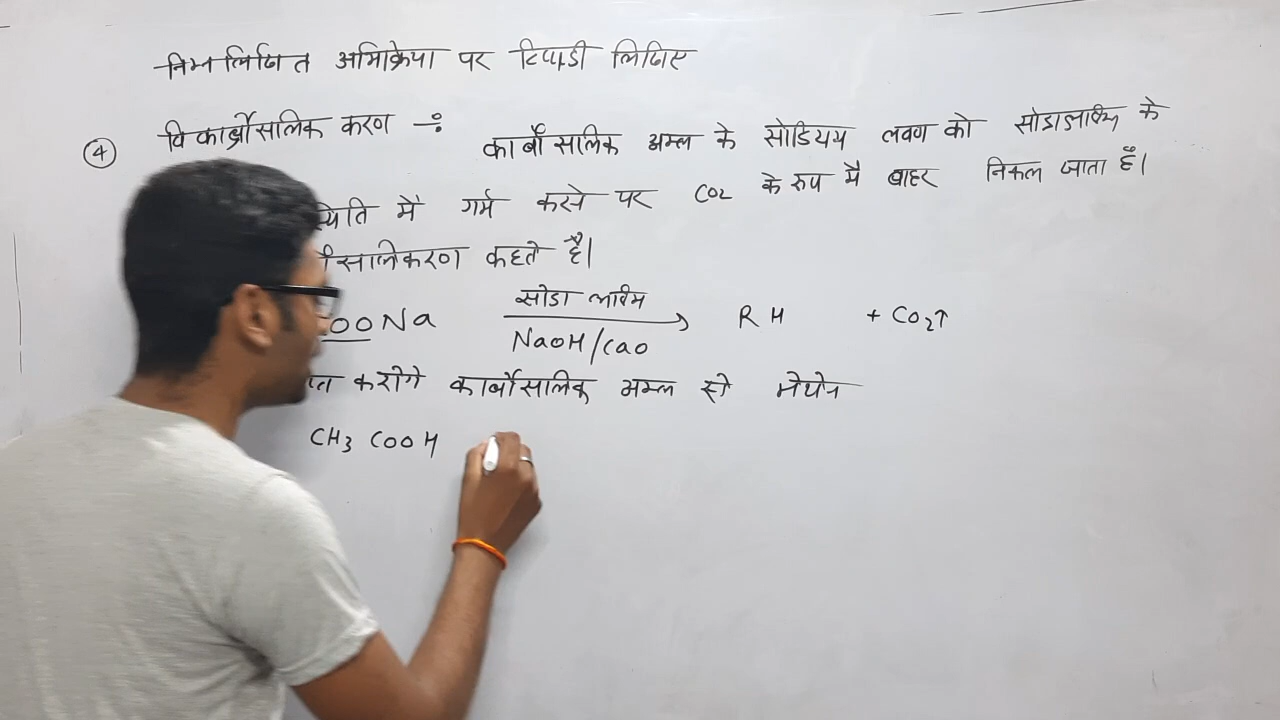 निम्नलिखित अभिक्रिया पर टिप्पणी लिखिए
④ विकार्बोसालिक करण -: कार्बो सालिक अम्ल के सोडियम लवण को सोडालाइम के
स्थिति में गर्म करने पर CO2 के रुप में बाहर निकल जाता है।
सालिकरण कहते है।
OONa सोडा लाइम NaOH/CaO → RH + CO2↑
करोगे कार्बोसालिक अम्ल से मेथेन
CH3 COOH